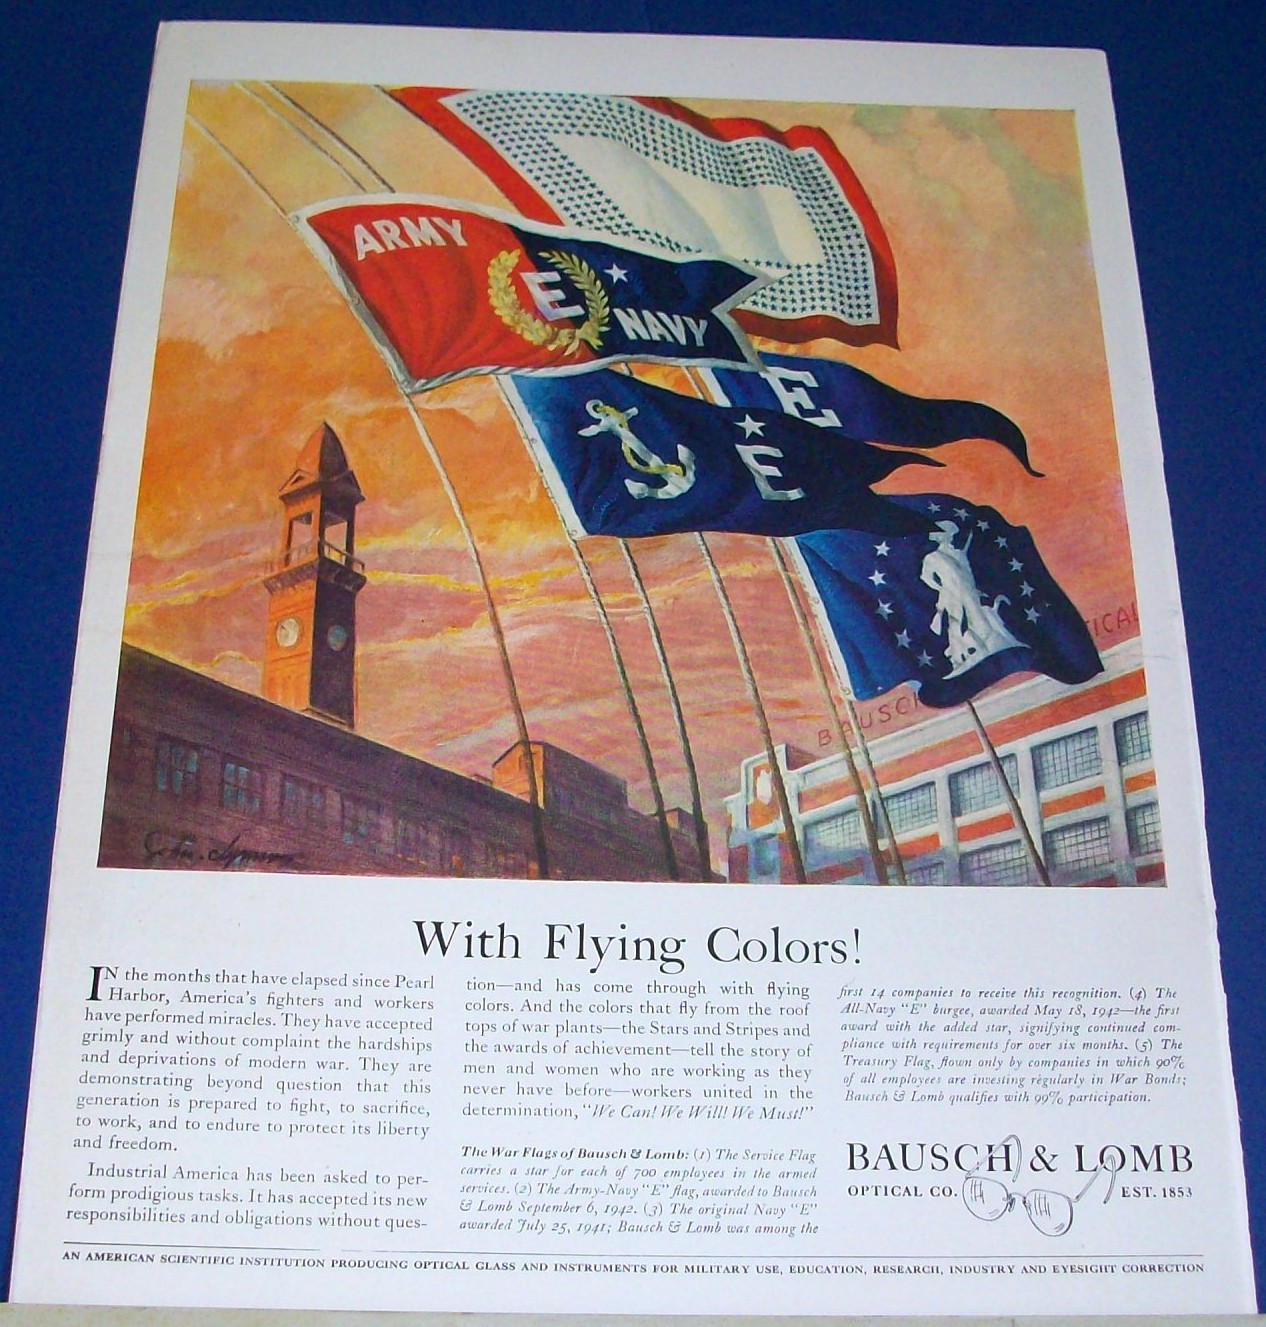 ARMY
E
NAVY
E
E
BAUSCH
TICAL
With Flying Colors!
IN the months that have elapsed since Pearl
Harbor, America's fighters and workers
have performed miracles. They have accepted
grimly and without complaint the hardships
and deprivations of modern war. They are
demonstrating beyond question that this
generation is prepared to fight, to sacrifice,
to work, and to endure to protect its liberty
and freedom.
Industrial America has been asked to per-
form prodigious tasks. It has accepted its new
responsibilities and obligations without ques-
tion—and has come through with flying
colors. And the colors that fly from the roof
tops of war plants—the Stars and Stripes and
the awards of achievement—tell the story of
men and women who are working as they
never have before—workers united in the
determination, "We Can! We Will! We Must!"
The War Flags of Bausch & Lomb: (1) The Service Flag
carries a star for each of 700 employees in the armed
services. (2) The Army-Navy "E" flag, awarded to Bausch
& Lomb September 6, 1942. (3) The original Navy "E"
awarded July 25, 1941; Bausch & Lomb was among the
first 14 companies to receive this recognition. (4) The
All-Navy "E" burgee, awarded May 18, 1942—the first
award with the added star, signifying continued com-
pliance with requirements for over six months. (5) The
Treasury Flag, flown only by companies in which 90%
of all employees are investing regularly in War Bonds;
Bausch & Lomb qualifies with 99% participation.
BAUSCH & LOMB
OPTICAL CO. EST. 1853
AN AMERICAN SCIENTIFIC INSTITUTION PRODUCING OPTICAL GLASS AND INSTRUMENTS FOR MILITARY USE, EDUCATION, RESEARCH, INDUSTRY AND EYESIGHT CORRECTION